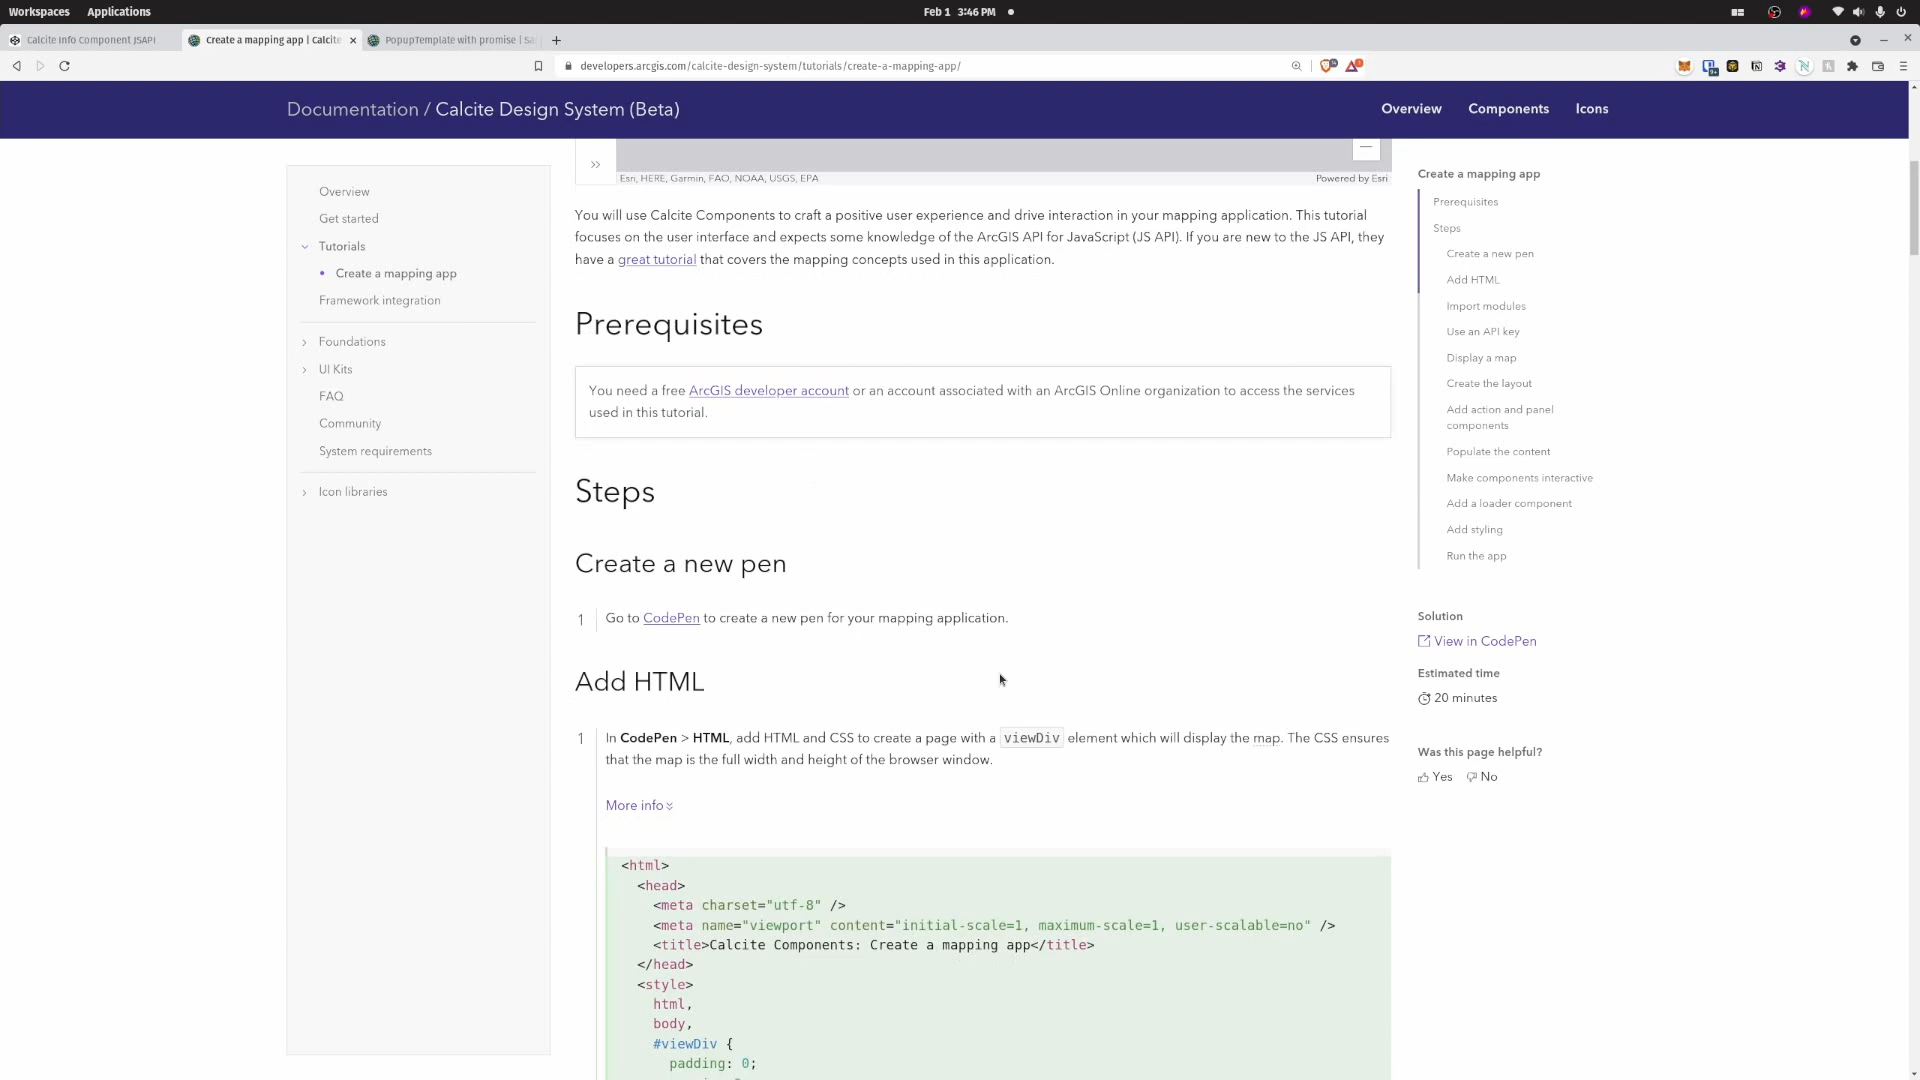 Workspaces Applications Feb 1 3:46 PM
Calcite Info Component JSAPI Create a mapping app | Calcite PopupTemplate with promise | Sa
developers.arcgis.com/calcite-design-system/tutorials/create-a-mapping-app/
Documentation / Calcite Design System (Beta) Overview Components Icons
Overview
Get started
Tutorials
Create a mapping app
Framework integration
Foundations
UI Kits
FAQ
Community
System requirements
Icon libraries
Esri, HERE, Garmin, FAO, NOAA, USGS, EPA Powered by Esri
You will use Calcite Components to craft a positive user experience and drive interaction in your mapping application. This tutorial
focuses on the user interface and expects some knowledge of the ArcGIS API for JavaScript (JS API). If you are new to the JS API, they
have a great tutorial that covers the mapping concepts used in this application.
Prerequisites
You need a free ArcGIS developer account or an account associated with an ArcGIS Online organization to access the services
used in this tutorial.
Steps
Create a new pen
1 Go to CodePen to create a new pen for your mapping application.
Add HTML
1 In CodePen > HTML, add HTML and CSS to create a page with a viewDiv element which will display the map. The CSS ensures
that the map is the full width and height of the browser window.
More info
<html>
<head>
<meta charset="utf-8" />
<meta name="viewport" content="initial-scale=1, maximum-scale=1, user-scalable=no" />
<title>Calcite Components: Create a mapping app</title>
</head>
<style>
html,
body,
#viewDiv {
padding: 0;
Create a mapping app
Prerequisites
Steps
Create a new pen
Add HTML
Import modules
Use an API key
Display a map
Create the layout
Add action and panel
components
Populate the content
Make components interactive
Add a loader component
Add styling
Run the app
Solution
View in CodePen
Estimated time
20 minutes
Was this page helpful?
Yes No